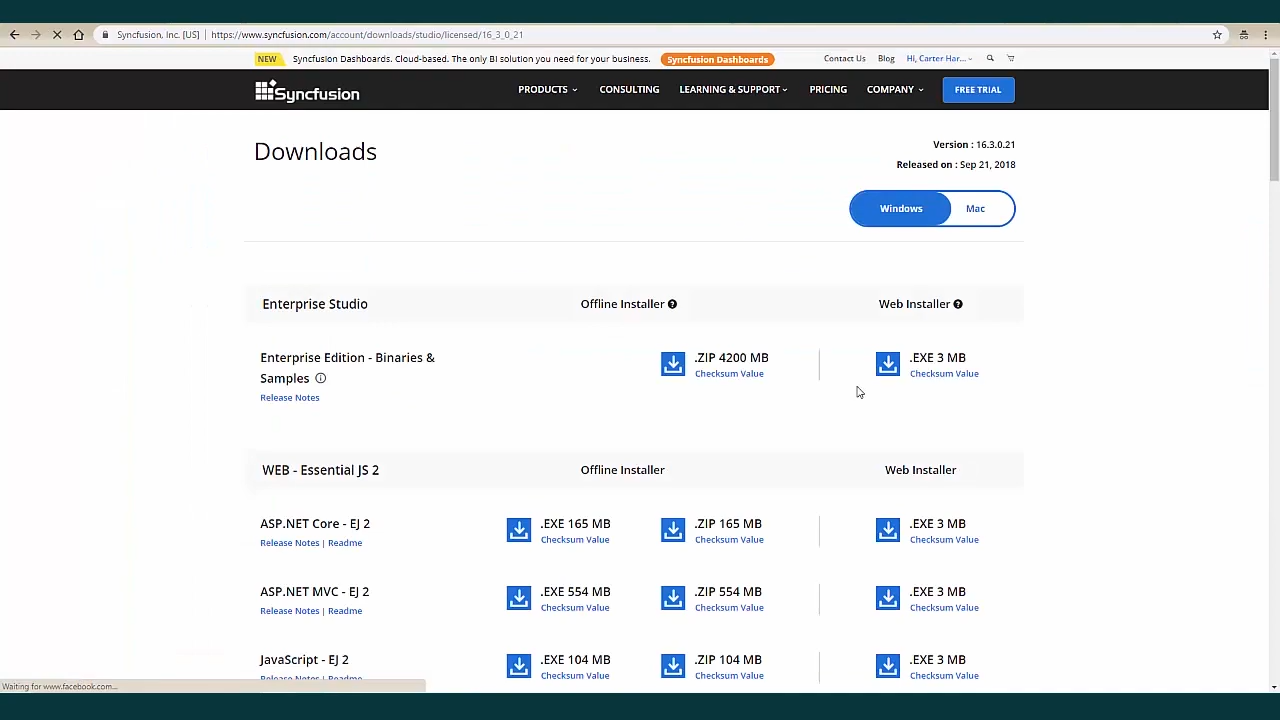 Syncfusion, Inc. [US] | https://www.syncfusion.com/account/downloads/studio/licensed/16_3_0_21
NEW Syncfusion Dashboards. Cloud-based. The only BI solution you need for your business. Syncfusion Dashboards Contact Us Blog Hi, Carter Har...
Syncfusion PRODUCTS CONSULTING LEARNING & SUPPORT PRICING COMPANY FREE TRIAL
Downloads
Version : 16.3.0.21
Released on : Sep 21, 2018
Windows Mac
Enterprise Studio Offline Installer Web Installer
Enterprise Edition - Binaries & .ZIP 4200 MB .EXE 3 MB
Samples Checksum Value Checksum Value
Release Notes
WEB - Essential JS 2 Offline Installer Web Installer
ASP.NET Core - EJ 2 .EXE 165 MB .ZIP 165 MB .EXE 3 MB
Release Notes | Readme Checksum Value Checksum Value Checksum Value
ASP.NET MVC - EJ 2 .EXE 554 MB .ZIP 554 MB .EXE 3 MB
Release Notes | Readme Checksum Value Checksum Value Checksum Value
JavaScript - EJ 2 .EXE 104 MB .ZIP 104 MB .EXE 3 MB
Release Notes | Readme Checksum Value Checksum Value Checksum Value
Waiting for www.facebook.com...